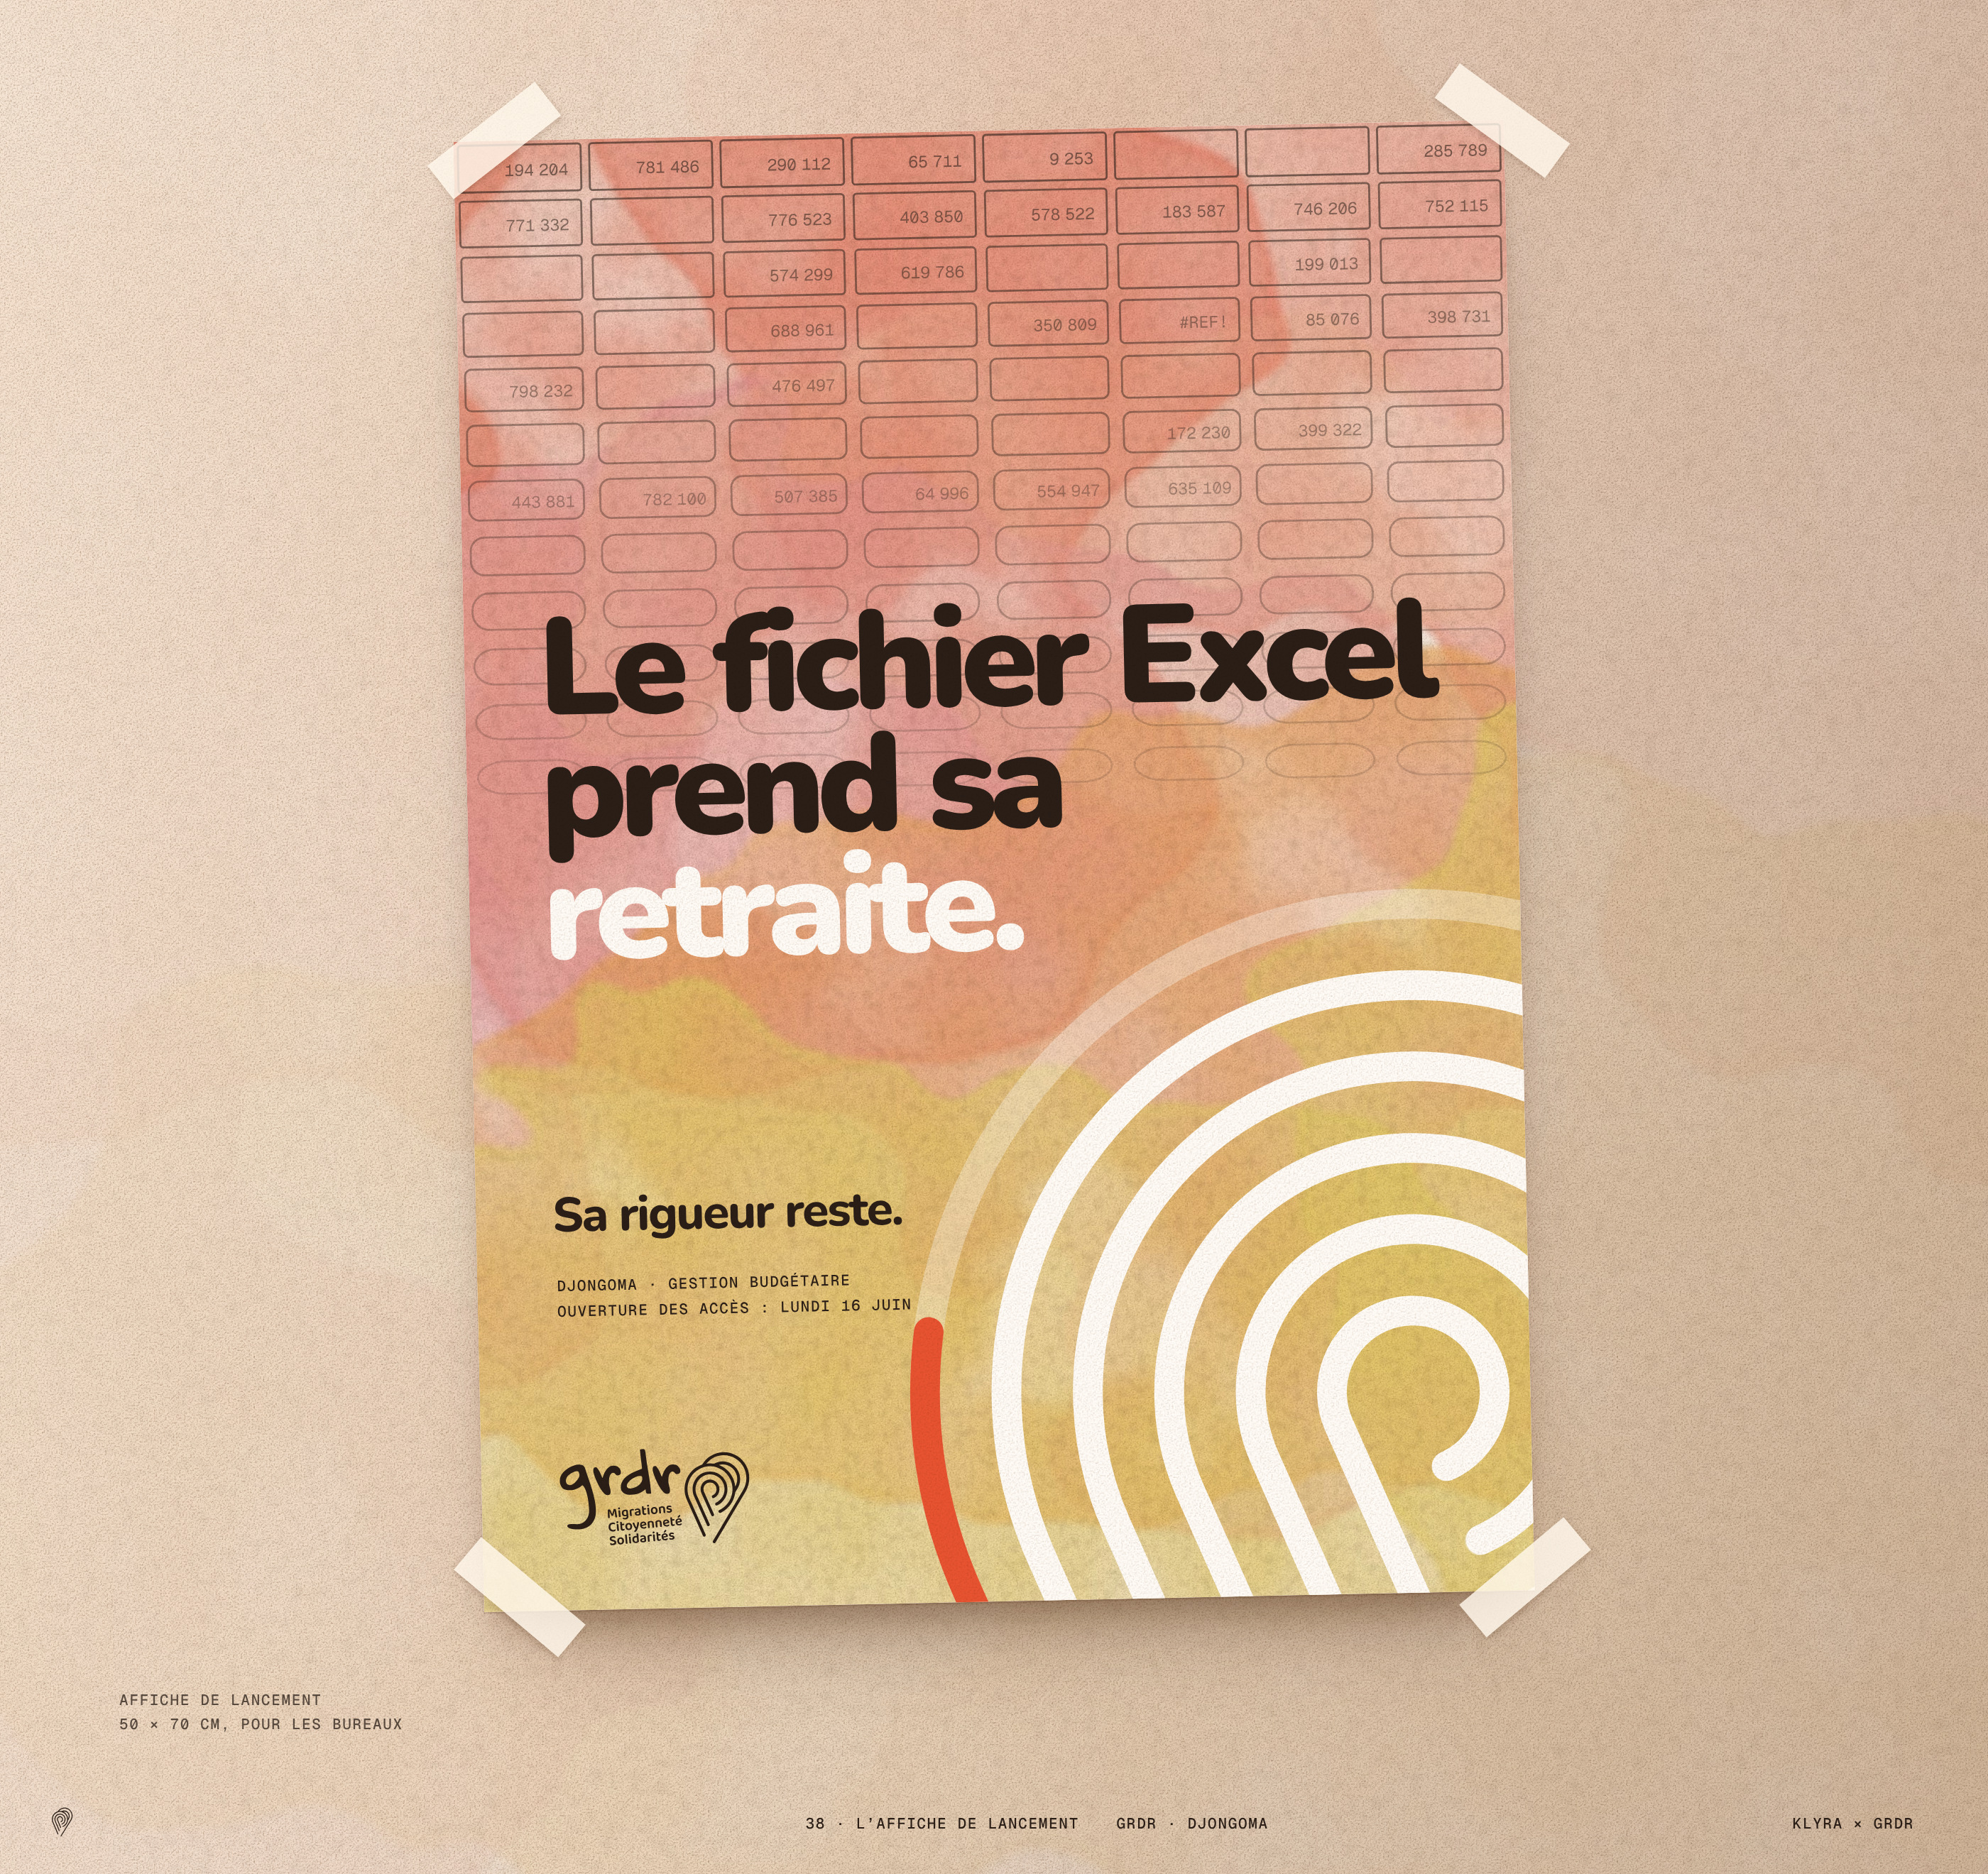 194 204 781 486 290 112 65 711 9 253 285 789
771 332 776 523 403 850 578 522 183 587 746 206 752 115
574 299 619 786 199 013
688 961 350 809 #REF! 85 076 398 731
798 232 476 497
172 230 399 322
443 881 782 100 507 385 64 996 554 947 635 109
Le fichier Excel
prend sa
retraite.
Sa rigueur reste.
DJONGOMA · GESTION BUDGÉTAIRE
OUVERTURE DES ACCÈS : LUNDI 16 JUIN
grdr
Migrations
Citoyenneté
Solidarités
AFFICHE DE LANCEMENT
50 × 70 CM, POUR LES BUREAUX
38 · L’AFFICHE DE LANCEMENT GRDR · DJONGOMA
KLYRA × GRDR